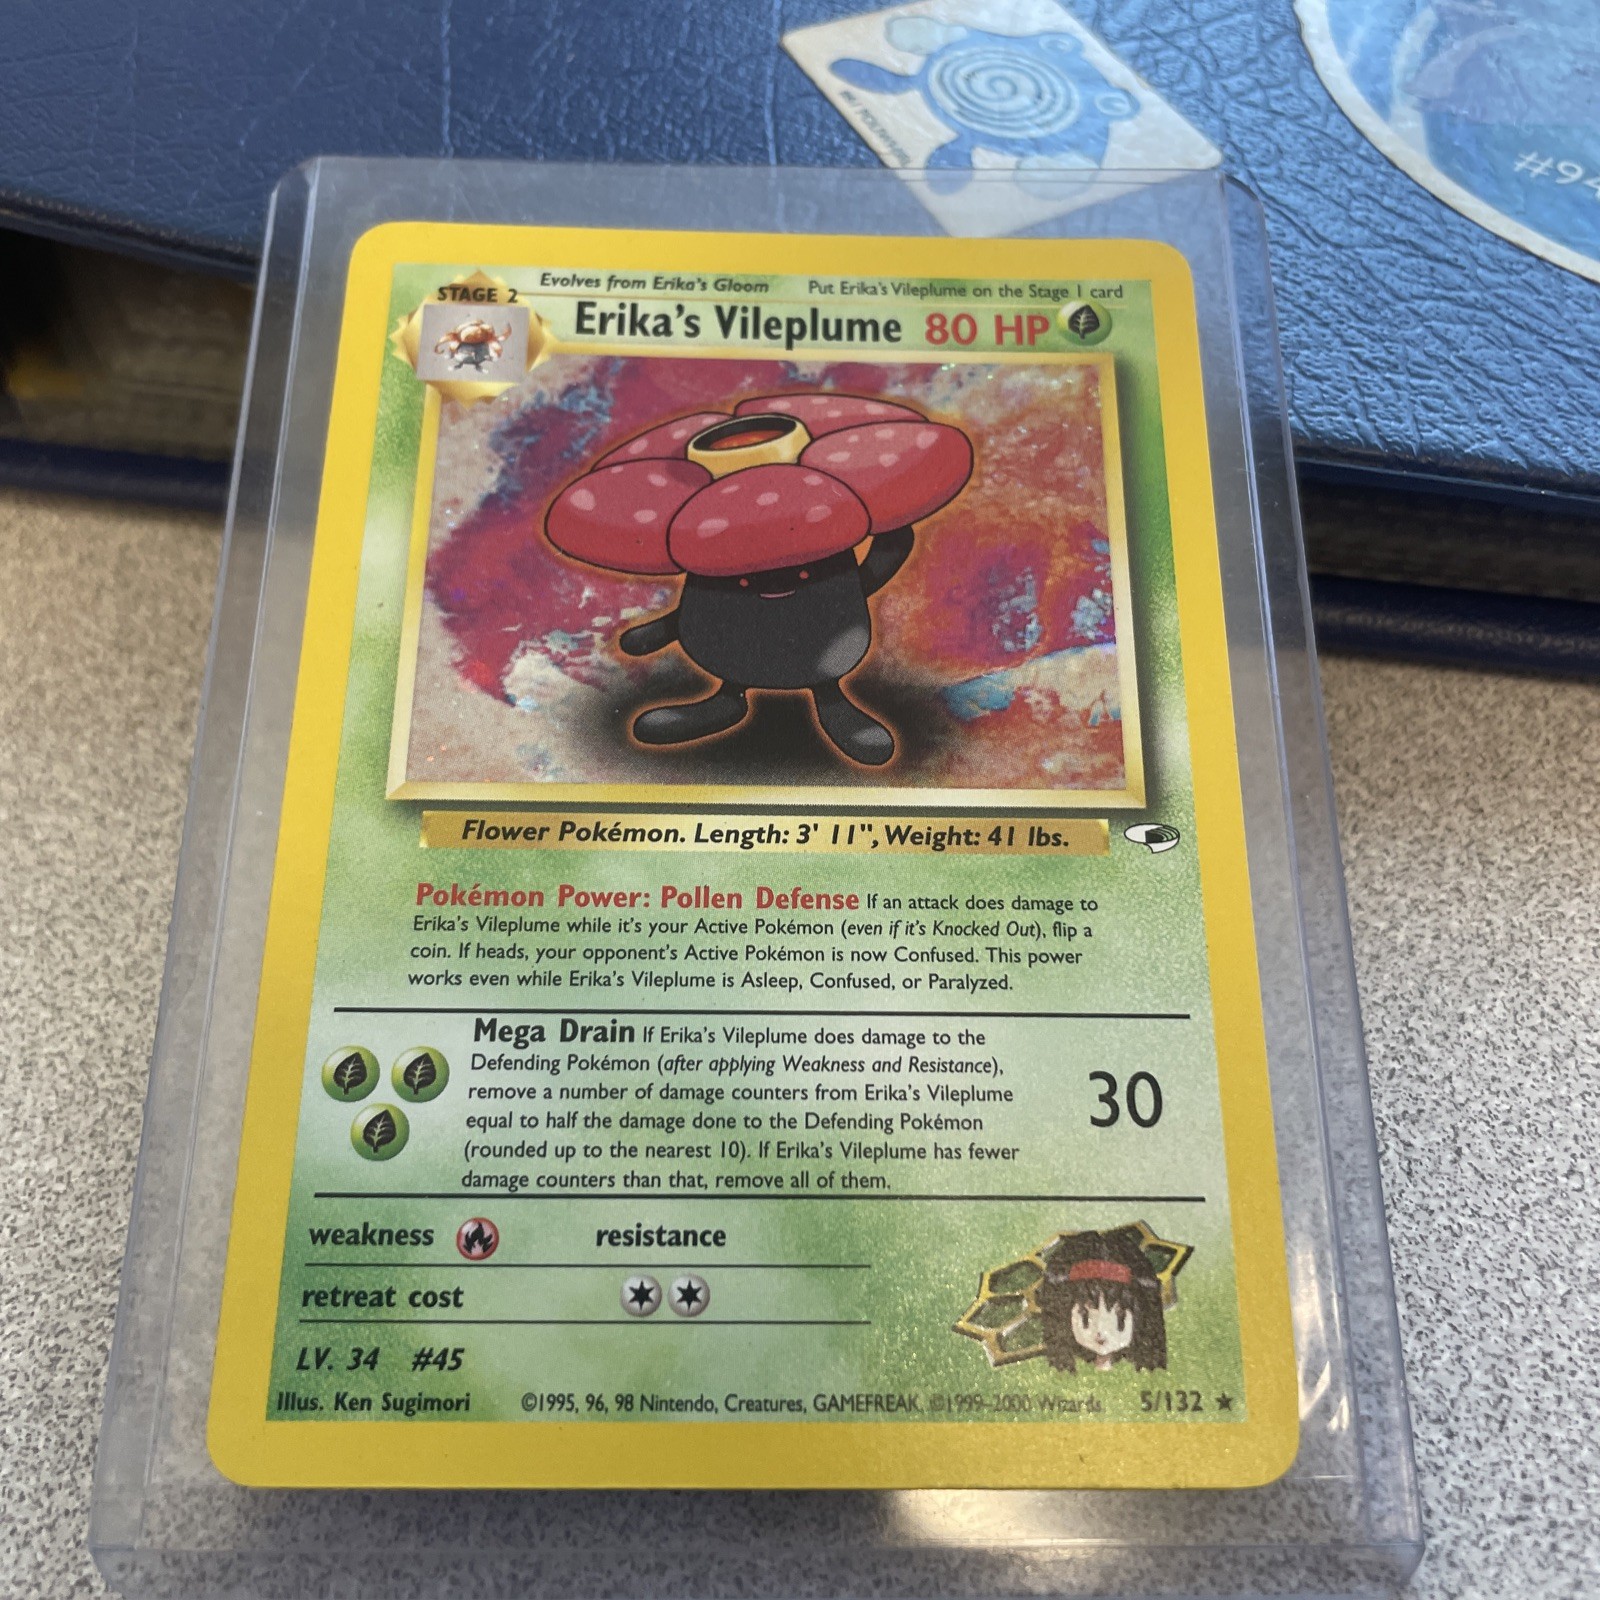 #94
Evolves from Erika's Gloom Put Erika's Vileplume on the Stage 1 card
STAGE 2
Erika's Vileplume 80 HP
Flower Pokémon. Length: 3' 11", Weight: 41 lbs.
Pokémon Power: Pollen Defense If an attack does damage to
Erika's Vileplume while it's your Active Pokémon (even if it's Knocked Out), flip a
coin. If heads, your opponent's Active Pokémon is now Confused. This power
works even while Erika's Vileplume is Asleep, Confused, or Paralyzed.
Mega Drain If Erika's Vileplume does damage to the
Defending Pokémon (after applying Weakness and Resistance),
remove a number of damage counters from Erika's Vileplume
equal to half the damage done to the Defending Pokémon
(rounded up to the nearest 10). If Erika's Vileplume has fewer
damage counters than that, remove all of them.
30
weakness resistance
retreat cost
LV. 34 #45
Illus. Ken Sugimori ©1995, 96, 98 Nintendo, Creatures, GAMEFREAK, ©1999-2000 Wizards. 5/132 ★